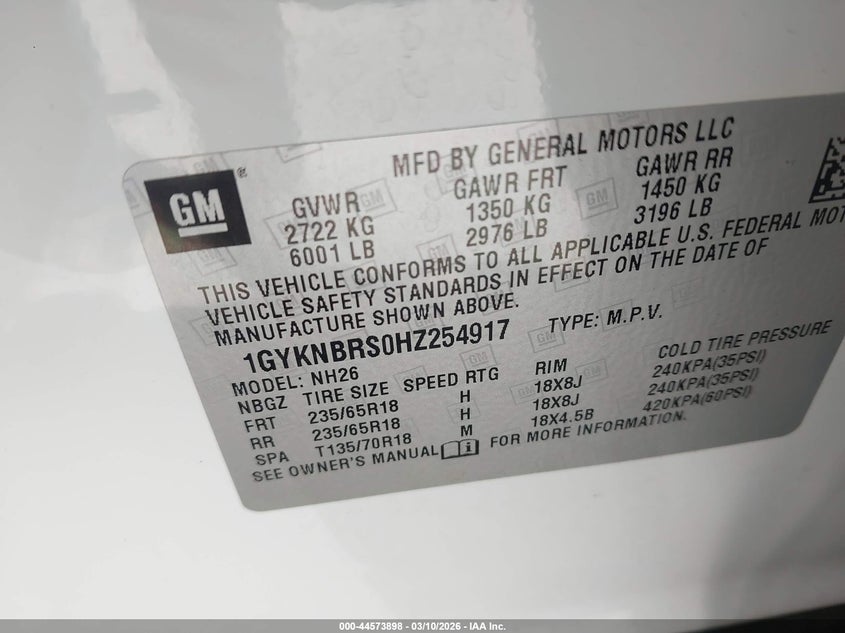 MFD BY GENERAL MOTORS LLC
GM®
GVWR GAWR FRT GAWR RR
2722 KG 1350 KG 1450 KG
6001 LB 2976 LB 3196 LB
THIS VEHICLE CONFORMS TO ALL APPLICABLE U.S. FEDERAL
VEHICLE SAFETY STANDARDS IN EFFECT ON THE DATE OF
MANUFACTURE SHOWN ABOVE.
1GYKNBRS0HZ254917 TYPE: M.P.V.
MODEL: NH26
NBGZ TIRE SIZE SPEED RTG RIM COLD TIRE PRESSURE
FRT 235/65R18 H 18X8J 240KPA(35PSI)
RR 235/65R18 H 18X8J 240KPA(35PSI)
SPA T135/70R18 M 18X4.5B 420KPA(60PSI)
SEE OWNER'S MANUAL FOR MORE INFORMATION.
000-44573898 - 03/10/2026 - IAA Inc.